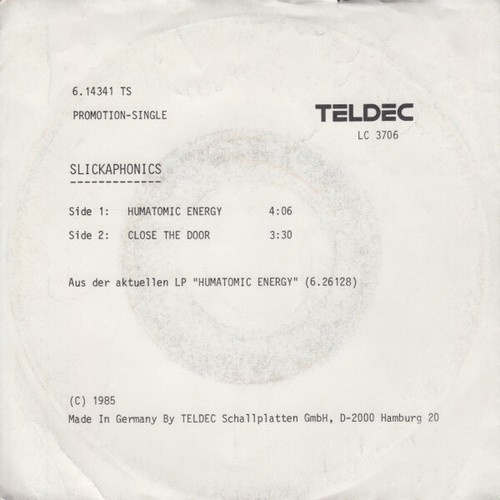 6.14341 TS
PROMOTION-SINGLE
TELDEC
LC 3706
SLICKAPHONICS
-------------
Side 1: HUMATOMIC ENERGY 4:06
Side 2: CLOSE THE DOOR 3:30
Aus der aktuellen LP "HUMATOMIC ENERGY" (6.26128)
(C) 1985
Made In Germany By TELDEC Schallplatten GmbH, D-2000 Hamburg 20